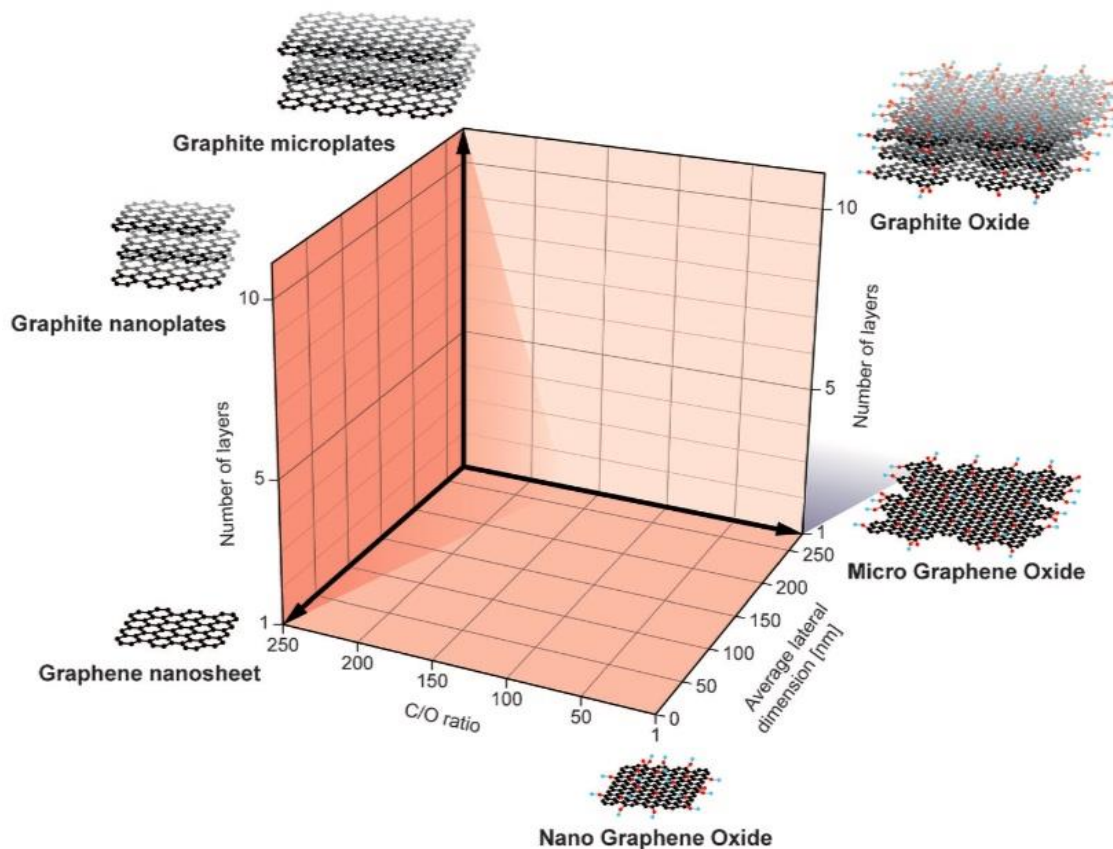 Graphite microplates
Graphite Oxide
Graphite nanoplates
10
5
1
Number of layers
10
5
1
Number of layers
Micro Graphene Oxide
Graphene nanosheet
250
200
150
100
50
1
C/O ratio
0
50
100
150
200
250
Average lateral
dimension [nm]
Nano Graphene Oxide